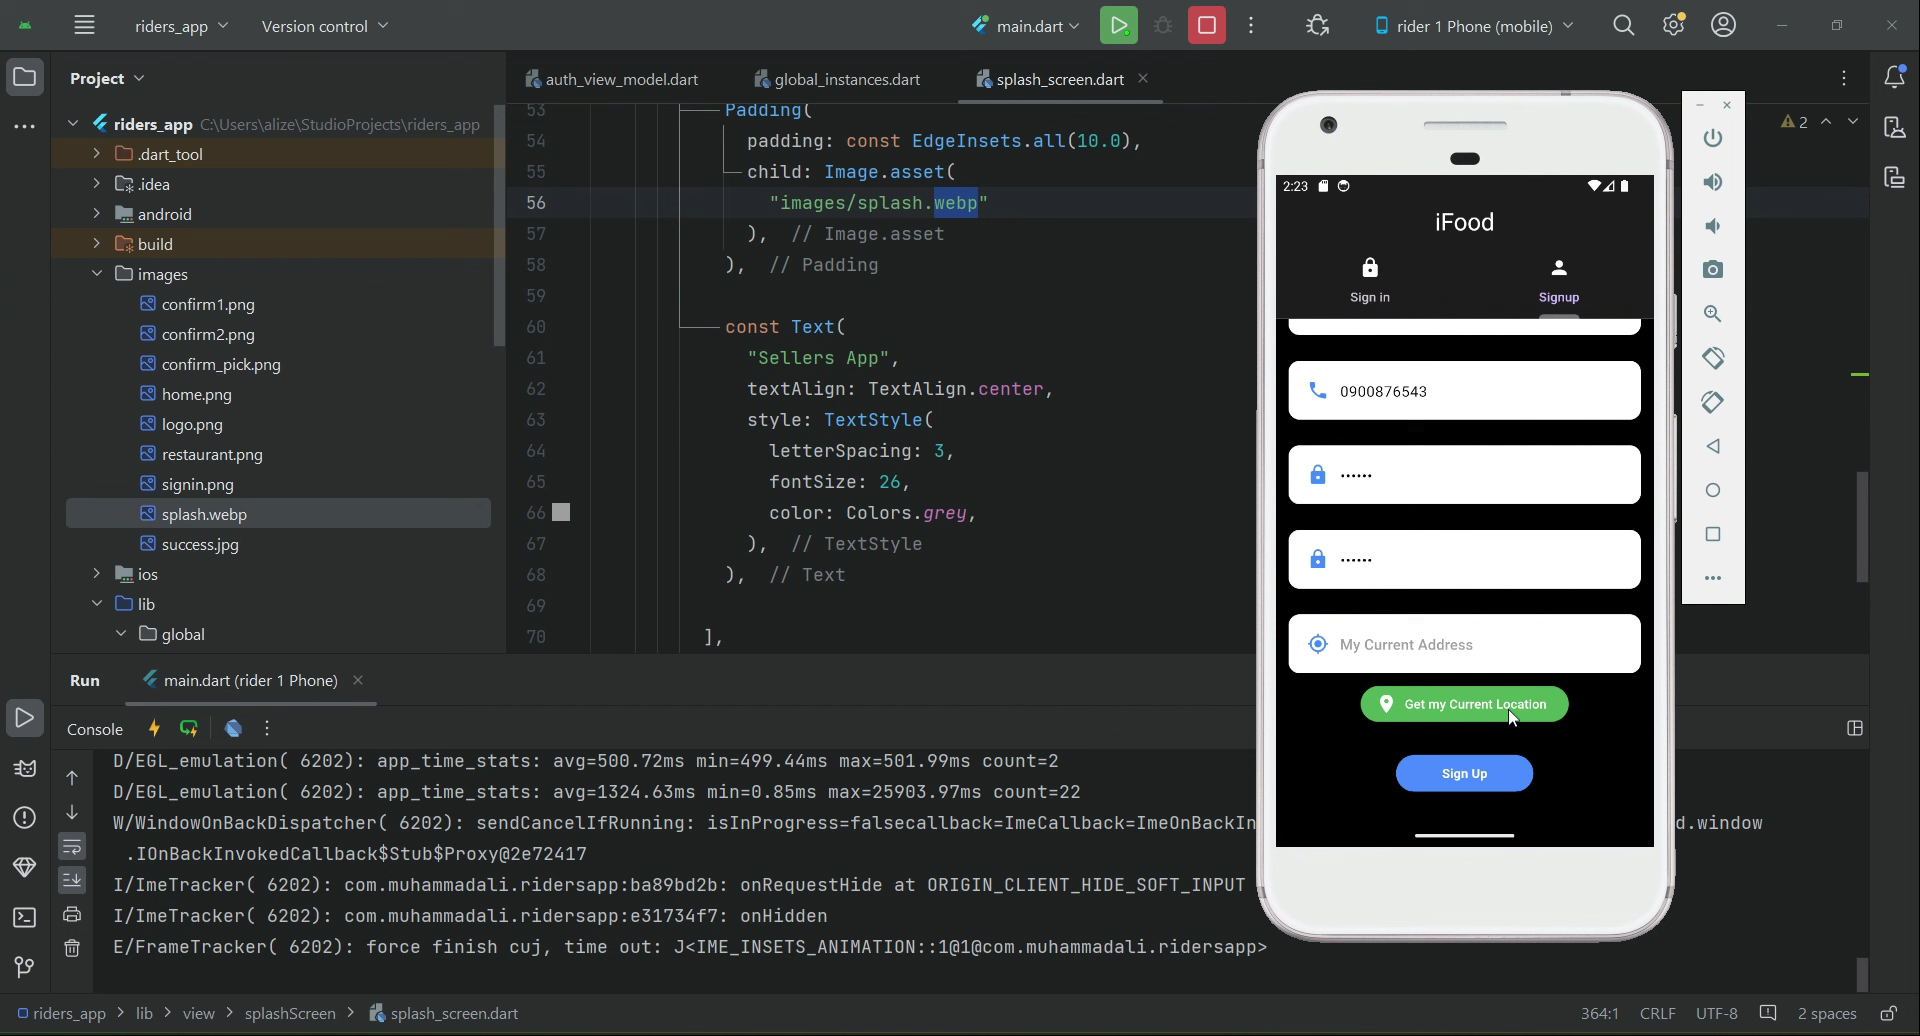 riders_app
Version control
main.dart
rider 1 Phone (mobile)
Project
auth_view_model.dart
global_instances.dart
splash_screen.dart
riders_app C:\Users\alize\StudioProjects\riders_app
.dart_tool
.idea
android
build
images
confirm1.png
confirm2.png
confirm_pick.png
home.png
logo.png
restaurant.png
signin.png
splash.webp
success.jpg
ios
lib
global
53 Padding(
54 padding: const EdgeInsets.all(10.0),
55 child: Image.asset(
56 "images/splash.webp"
57 ), // Image.asset
58 ), // Padding
59
60 const Text(
61 "Sellers App",
62 textAlign: TextAlign.center,
63 style: TextStyle(
64 letterSpacing: 3,
65 fontSize: 26,
66 color: Colors.grey,
67 ), // TextStyle
68 ), // Text
69
70 ],
2
2:23
iFood
Sign in
Signup
0900876543
••••••
••••••
My Current Address
Get my Current Location
Sign Up
Run
main.dart (rider 1 Phone)
Console
D/EGL_emulation( 6202): app_time_stats: avg=500.72ms min=499.44ms max=501.99ms count=2
D/EGL_emulation( 6202): app_time_stats: avg=1324.63ms min=0.85ms max=25903.97ms count=22
W/WindowOnBackDispatcher( 6202): sendCancelIfRunning: isInProgress=falsecallback=ImeCallback=ImeOnBackIn d.window
.IOnBackInvokedCallback$Stub$Proxy@2e72417
I/ImeTracker( 6202): com.muhammadali.ridersapp:ba89bd2b: onRequestHide at ORIGIN_CLIENT_HIDE_SOFT_INPUT
I/ImeTracker( 6202): com.muhammadali.ridersapp:e31734f7: onHidden
E/FrameTracker( 6202): force finish cuj, time out: J<IME_INSETS_ANIMATION::1@1@com.muhammadali.ridersapp>
riders_app > lib > view > splashScreen > splash_screen.dart
364:1 CRLF UTF-8 2 spaces